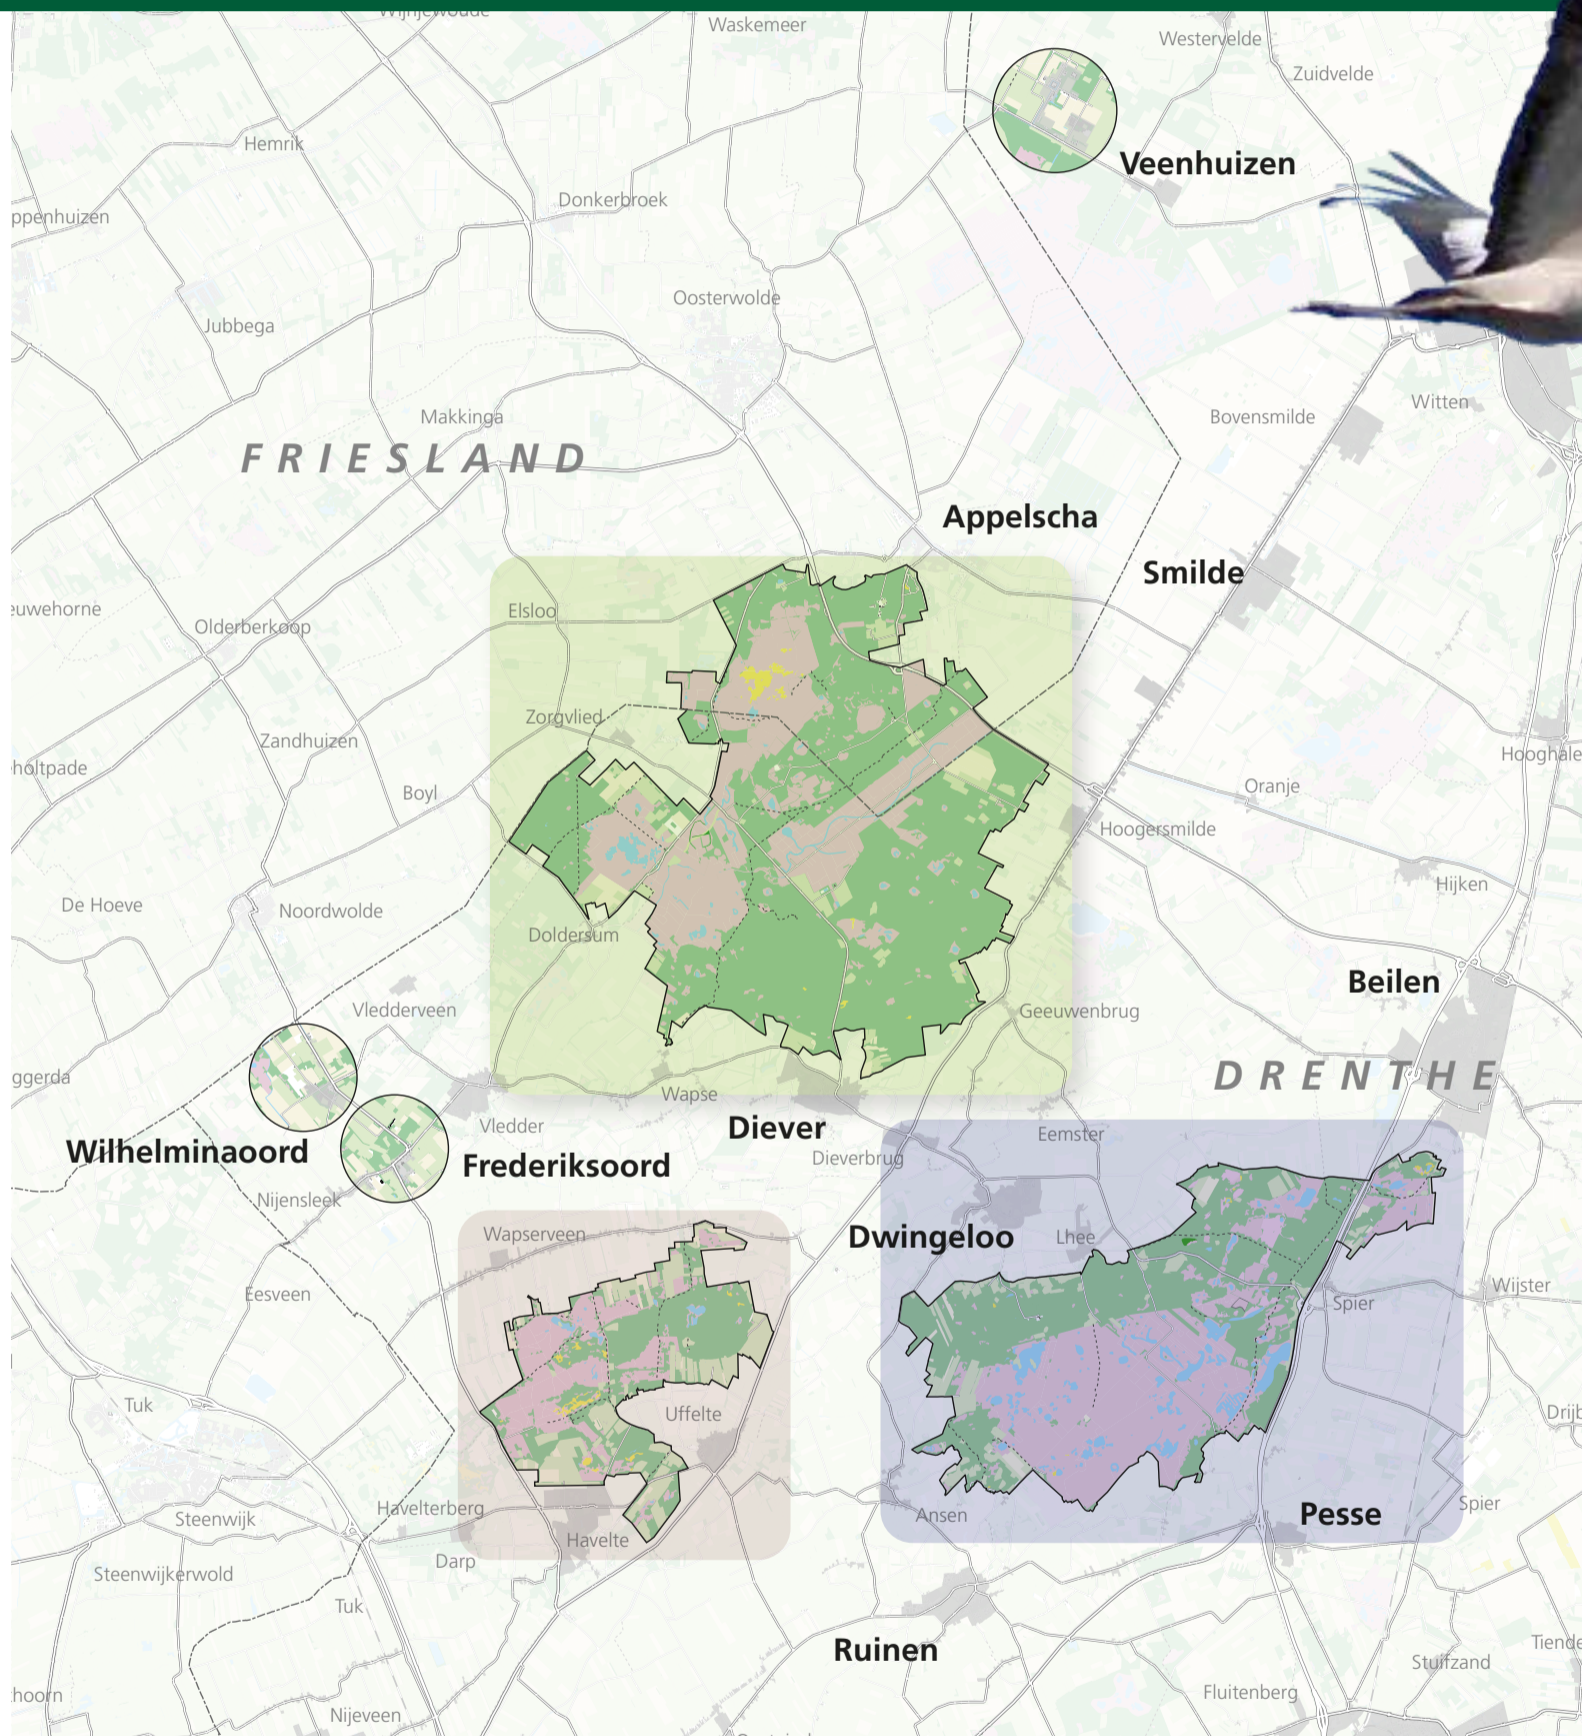 Wijnjewoude
Waskemeer
Westervelde
Zuidvelde
Hemrik
Veenhuizen
Donkerbroek
ppenhuizen
Oosterwolde
Jubbega
Witten
Makkinga
Bovensmilde
FRIESLAND
Appelscha
Smilde
euwehorne
Elsloo
Olderberkoop
Zorgvlied
Zandhuizen
Hooghale
holtpade
Oranje
Boyl
Hoogersmilde
Hijken
De Hoeve
Noordwolde
Doldersum
Beilen
Vledderveen
Geeuwenbrug
ggerda
DRENTHE
Wapse
Vledder
Diever
Eemster
Wilhelminaoord
Frederiksoord
Dieverbrug
Nijensleek
Wapserveen
Dwingeloo
Lhee
Eesveen
Wijster
Spier
Tuk
Uffelte
Drijb
Havelterberg
Spier
Steenwijk
Ansen
Pesse
Havelte
Darp
Steenwijkerwold
Tuk
Ruinen
Tiende
Stuifzand
hoorn
Fluitenberg
Nijeveen